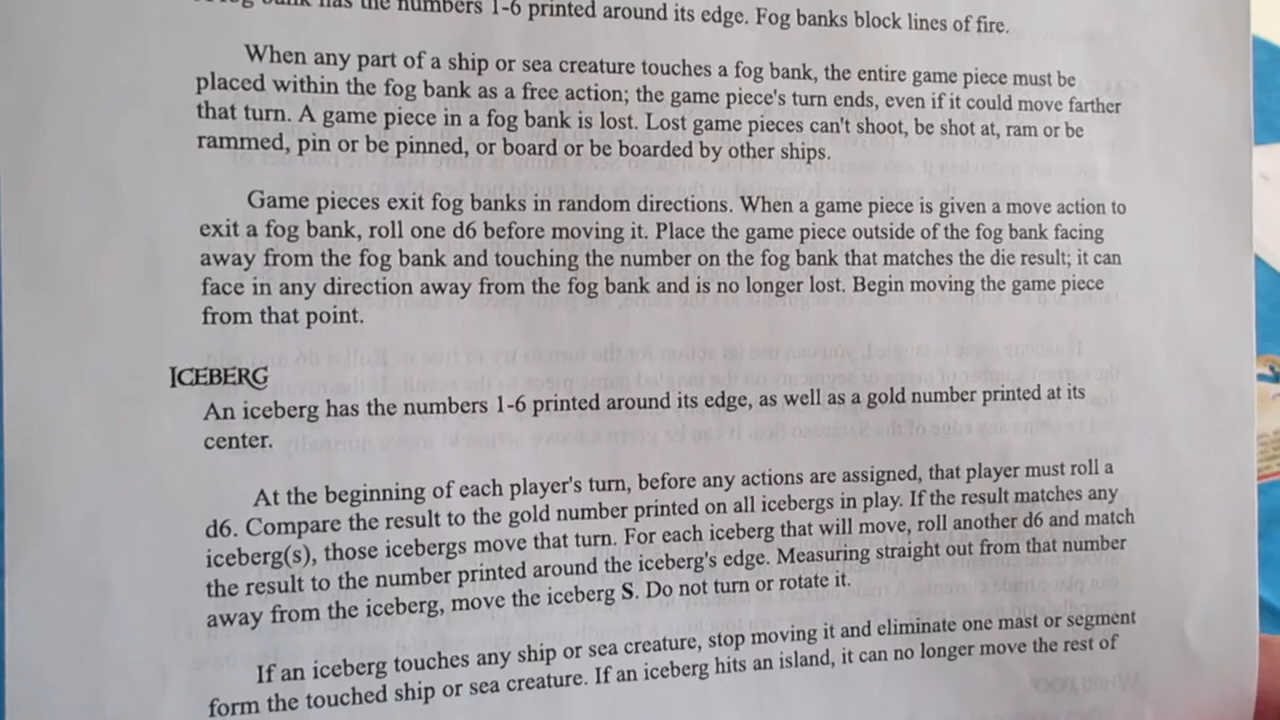 bank has the numbers 1-6 printed around its edge. Fog banks block lines of fire.
When any part of a ship or sea creature touches a fog bank, the entire game piece must be
placed within the fog bank as a free action; the game piece's turn ends, even if it could move farther
that turn. A game piece in a fog bank is lost. Lost game pieces can't shoot, be shot at, ram or be
rammed, pin or be pinned, or board or be boarded by other ships.
Game pieces exit fog banks in random directions. When a game piece is given a move action to
exit a fog bank, roll one d6 before moving it. Place the game piece outside of the fog bank facing
away from the fog bank and touching the number on the fog bank that matches the die result; it can
face in any direction away from the fog bank and is no longer lost. Begin moving the game piece
from that point.
ICEBERG
An iceberg has the numbers 1-6 printed around its edge, as well as a gold number printed at its
center.
At the beginning of each player's turn, before any actions are assigned, that player must roll a
d6. Compare the result to the gold number printed on all icebergs in play. If the result matches any
iceberg(s), those icebergs move that turn. For each iceberg that will move, roll another d6 and match
the result to the number printed around the iceberg's edge. Measuring straight out from that number
away from the iceberg, move the iceberg S. Do not turn or rotate it.
If an iceberg touches any ship or sea creature, stop moving it and eliminate one mast or segment
form the touched ship or sea creature. If an iceberg hits an island, it can no longer move the rest of